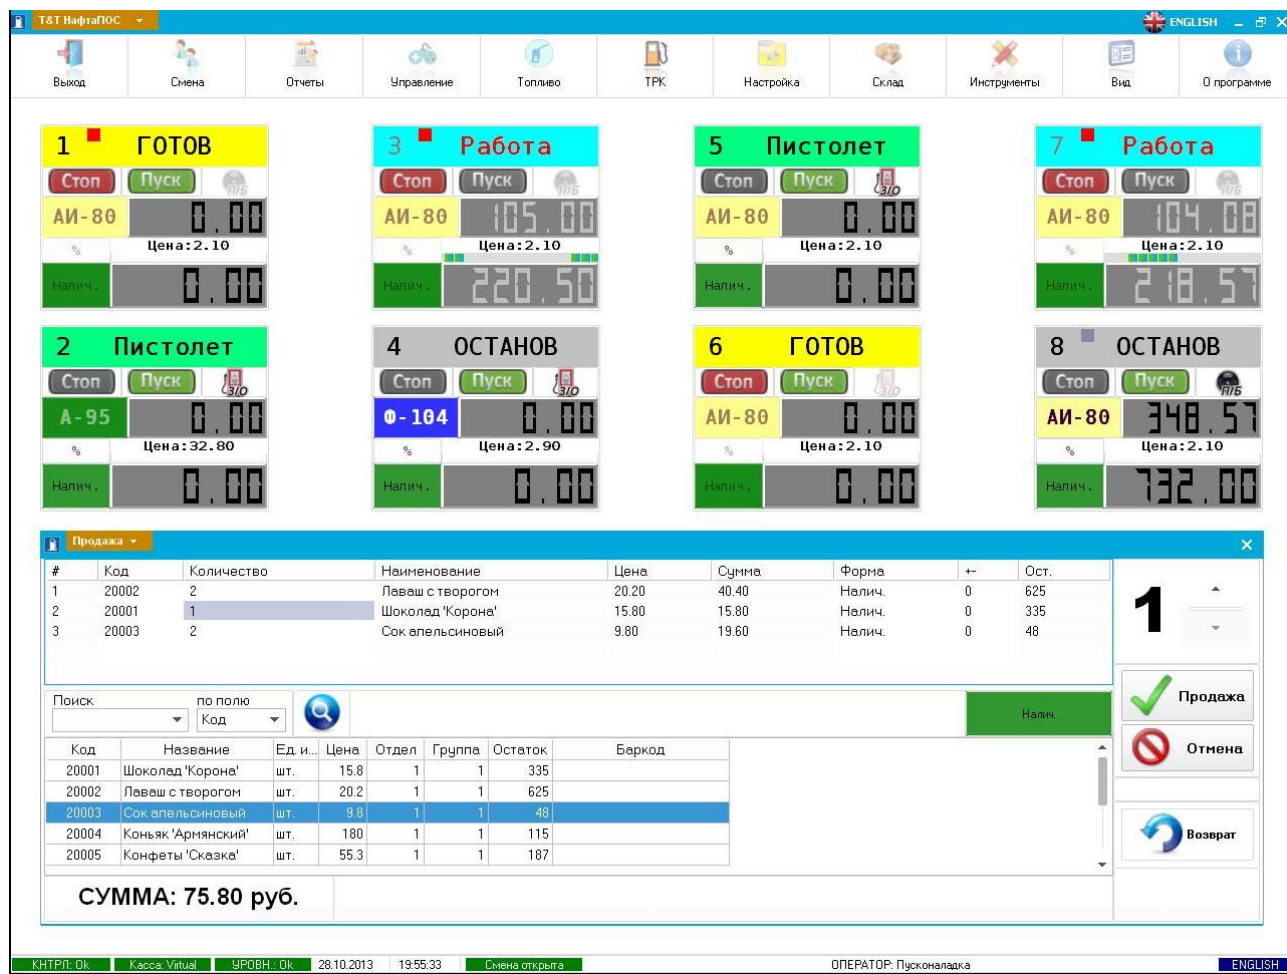 T&T НафтаПОС ENGLISH
Выход Смена Отчеты Управление Топливо ТРК Настройка Склад Инструменты Вид О программе
1 ГОТОВ
Стоп Пуск П/Б
АИ-80 0.00
% Цена:2.10
Налич. 0.00
3 Работа
Стоп Пуск П/Б
АИ-80 105.00
% Цена:2.10
Налич. 220.50
5 Пистолет
Стоп Пуск З/О
АИ-80 0.00
% Цена:2.10
Налич. 0.00
7 Работа
Стоп Пуск П/Б
АИ-80 104.08
% Цена:2.10
Налич. 218.57
2 Пистолет
Стоп Пуск З/О
А-95 0.00
% Цена:32.80
Налич. 0.00
4 ОСТАНОВ
Стоп Пуск З/О
Ф-104 0.00
% Цена:2.90
Налич. 0.00
6 ГОТОВ
Стоп Пуск З/О
АИ-80 0.00
% Цена:2.10
Налич. 0.00
8 ОСТАНОВ
Стоп Пуск П/Б
АИ-80 348.57
% Цена:2.10
Налич. 732.00
Продажа
# Код Количество Наименование Цена Сумма Форма +- Ост.
1 20002 2 Лаваш с творогом 20.20 40.40 Налич. 0 625
2 20001 1 Шоколад 'Корона' 15.80 15.80 Налич. 0 335
3 20003 2 Сок апельсиновый 9.80 19.60 Налич. 0 48
1
Продажа
Отмена
Возврат
Поиск по полю
Код
Налич.
Код Название Ед. и... Цена Отдел Группа Остаток Баркод
20001 Шоколад 'Корона' шт. 15.8 1 1 335
20002 Лаваш с творогом шт. 20.2 1 1 625
20003 Сок апельсиновый шт. 9.8 1 1 48
20004 Коньяк 'Армянский' шт. 180 1 1 115
20005 Конфеты 'Сказка' шт. 55.3 1 1 187
СУММА: 75.80 руб.
КНТРЛ: Ok Касса: Virtual УРОВН.: Ok 28.10.2013 19:55:33 Смена открыта ОПЕРАТОР: Пусконаладка ENGLISH